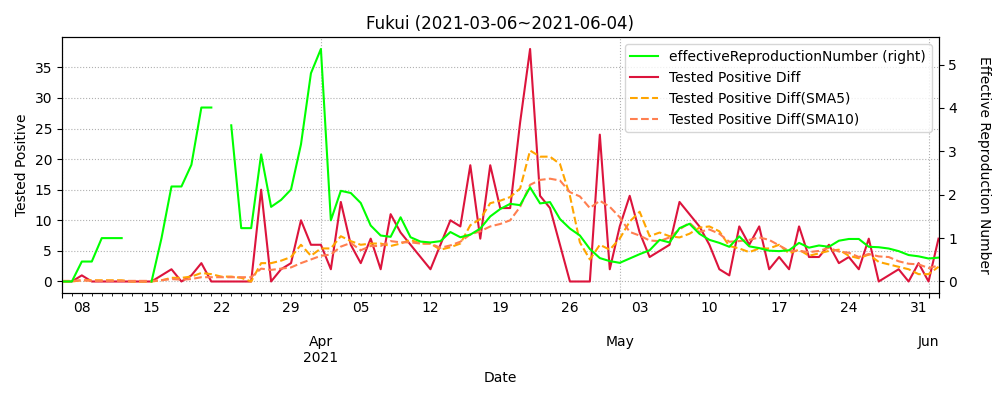 Fukui (2021-03-06~2021-06-04)
effectiveReproductionNumber (right)
Tested Positive Diff
Tested Positive Diff(SMA5)
Tested Positive Diff(SMA10)
Tested Positive
35
30
25
20
15
10
5
0
5
4
3
2
1
0
Effective Reproduction Number
08 15 22 29 05 12 19 26 03 10 17 24 31
Apr May Jun
2021
Date